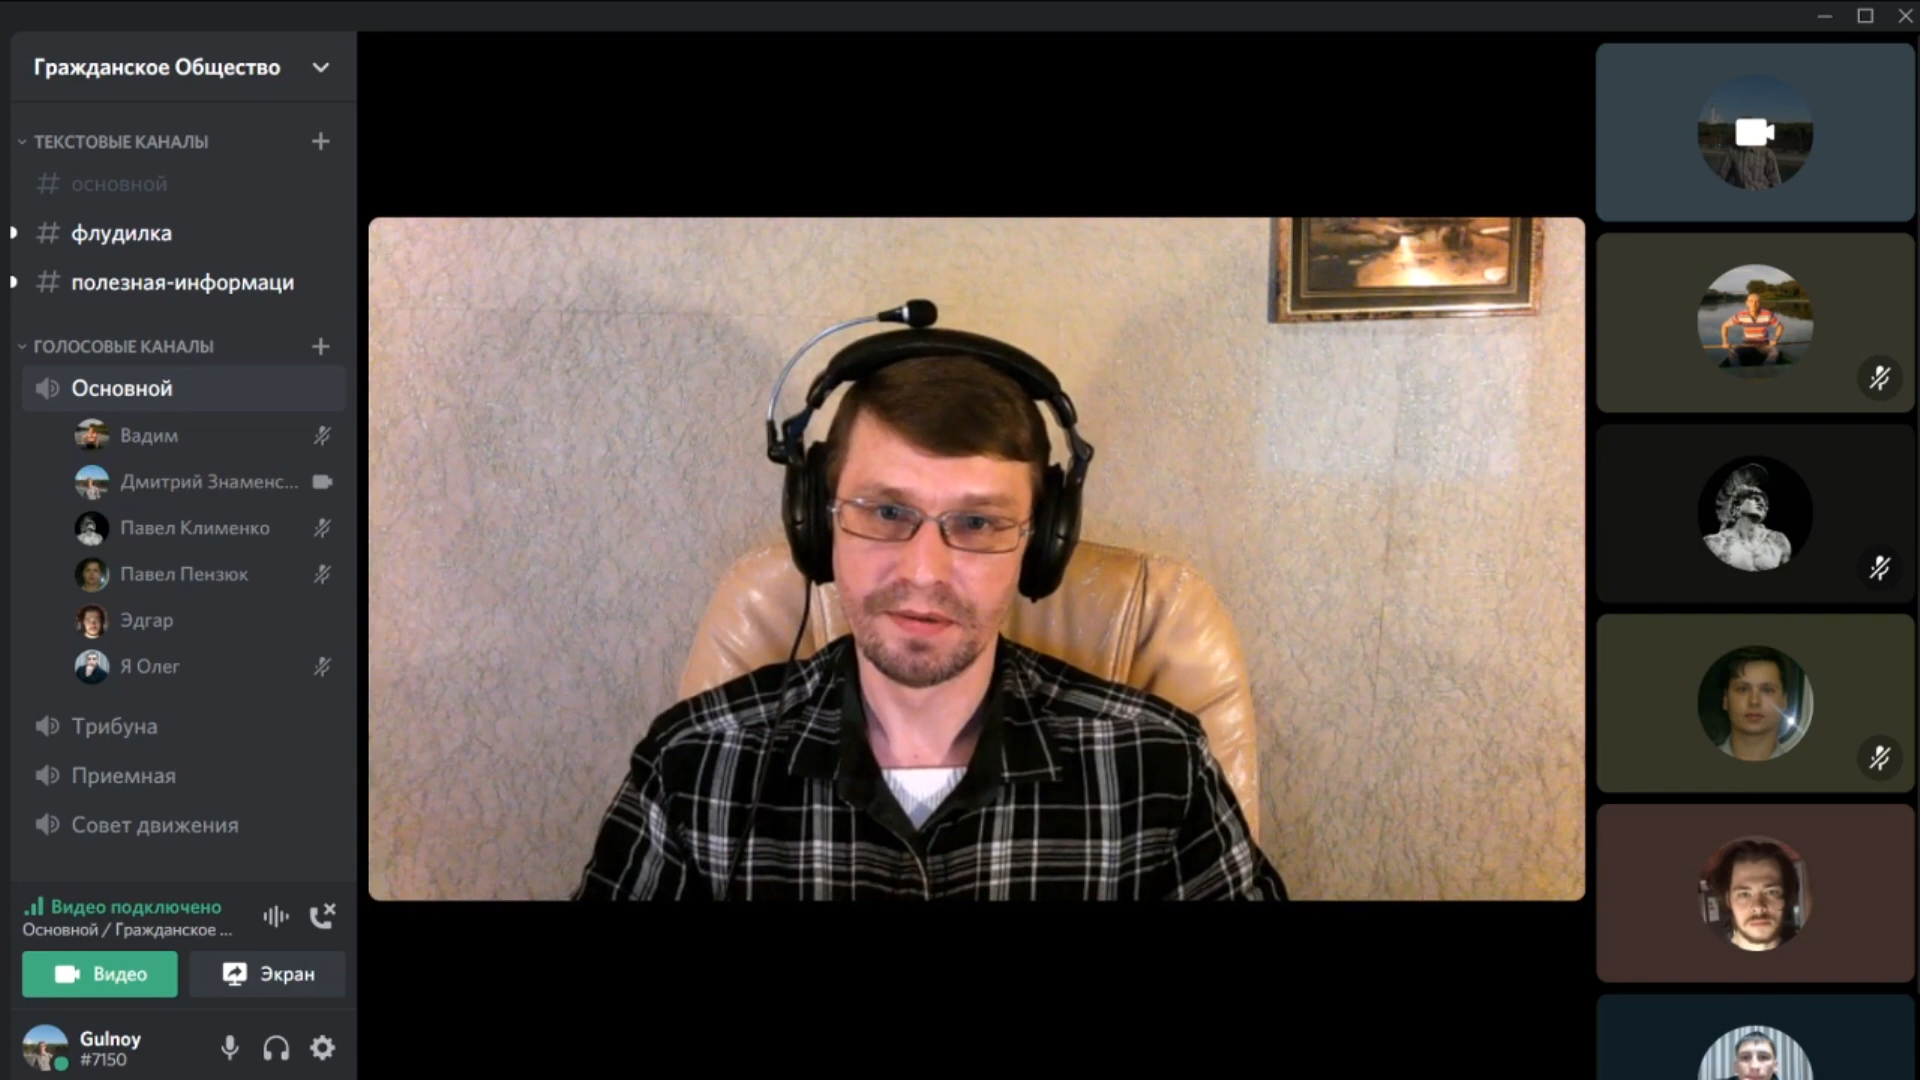 Гражданское Общество
ТЕКСТОВЫЕ КАНАЛЫ
# основной
# флудилка
# полезная-информаци
ГОЛОСОВЫЕ КАНАЛЫ
Основной
Вадим
Дмитрий Знаменс...
Павел Клименко
Павел Пензюк
Эдгар
Я Олег
Трибуна
Приемная
Совет движения
Видео подключено
Основной / Гражданское ...
Видео
Экран
Gulnoy
#7150